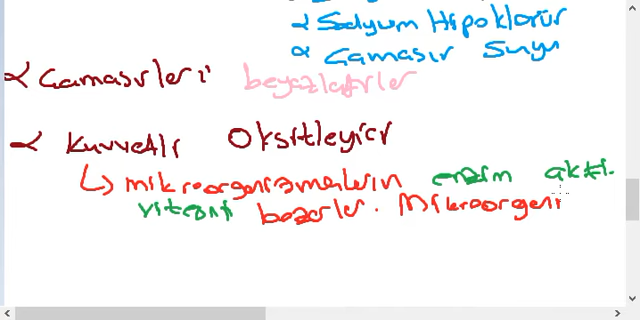 ∝ Sodyum Hipoklorür
∝ Çamaşır Suyu
∝ Çamaşırları beyazlatırlar
∝ Kuvvetli Oksitleyici
↳ mikroorganizmaların enzim akti-
vitesini bozarlar. Mikroorgani